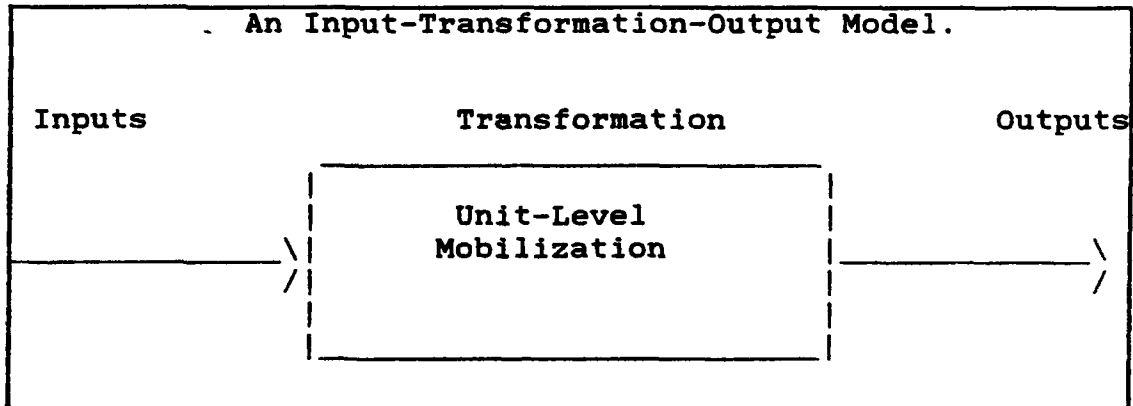 An Input-Transformation-Output Model.
Inputs Transformation Outputs
Unit-Level
Mobilization